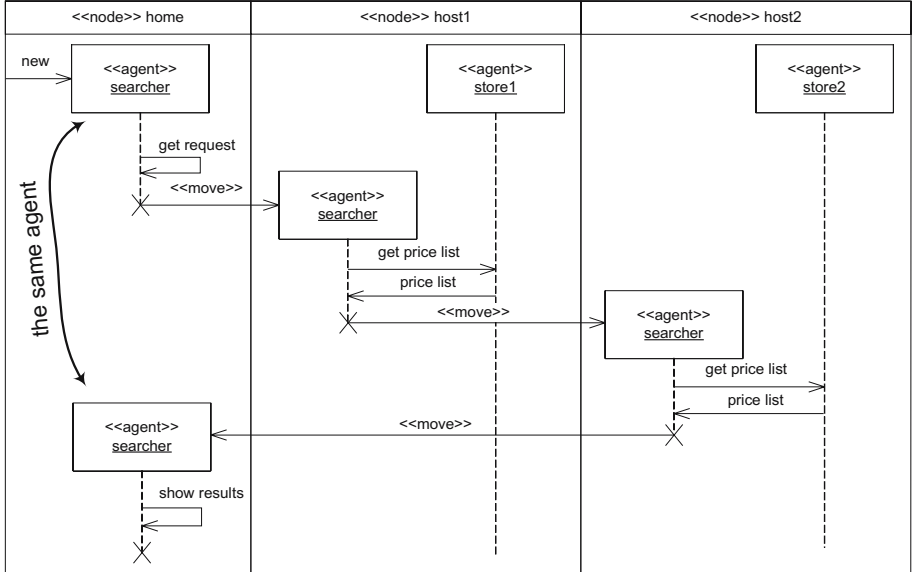 <<node>> home
<<node>> host1
<<node>> host2
new
<<agent>>
searcher
<<agent>>
store1
<<agent>>
store2
get request
<<move>>
<<agent>>
searcher
the same agent
get price list
price list
<<move>>
<<agent>>
searcher
get price list
price list
<<move>>
<<agent>>
searcher
show results